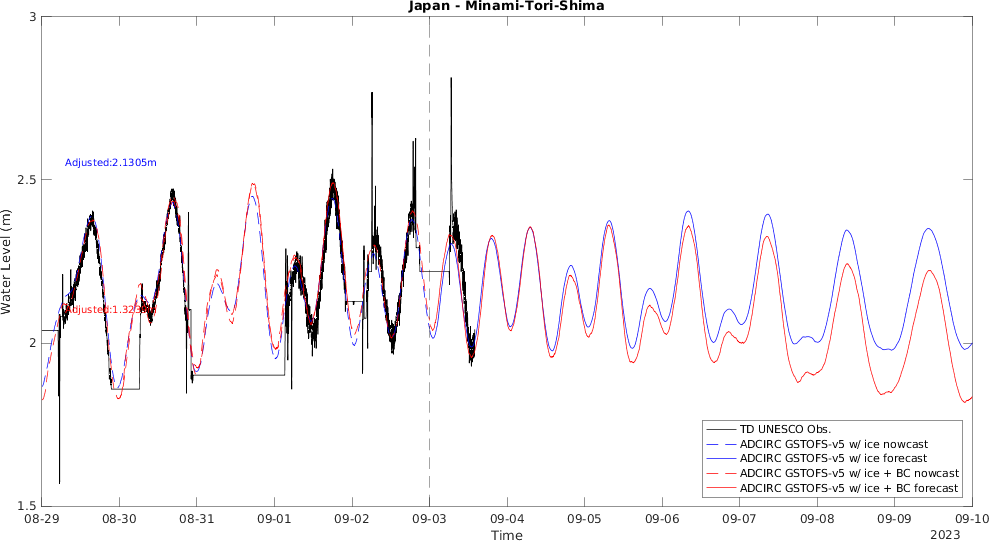 Japan - Minami-Tori-Shima
Water Level (m)
3
2.5
2
1.5
Adjusted:2.1305m
TD UNESCO Obs.
ADCIRC GSTOFS-v5 w/ ice nowcast
ADCIRC GSTOFS-v5 w/ ice forecast
ADCIRC GSTOFS-v5 w/ ice + BC nowcast
ADCIRC GSTOFS-v5 w/ ice + BC forecast
08-29 08-30 08-31 09-01 09-02 09-03 09-04 09-05 09-06 09-07 09-08 09-09 09-10
Time
2023